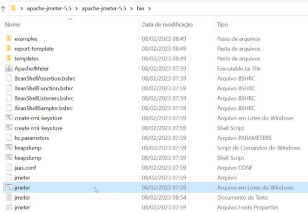 apache-jmeter-5.5 > apache-jmeter-5.5 > bin >
Nome Data de modificação Tipo
examples 08/02/2023 08:49 Pasta de arquivos
report-template 08/02/2023 08:49 Pasta de arquivos
templates 08/02/2023 08:49 Pasta de arquivos
ApacheJMeter 08/02/2023 07:59 Executable Jar File
BeanShellAssertion.bshrc 08/02/2023 07:59 Arquivo BSHRC
BeanShellFunction.bshrc 08/02/2023 07:59 Arquivo BSHRC
BeanShellListeners.bshrc 08/02/2023 07:59 Arquivo BSHRC
BeanShellSampler.bshrc 08/02/2023 07:59 Arquivo BSHRC
create-rmi-keystore 08/02/2023 07:59 Arquivo em Lotes do Windows
create-rmi-keystore 08/02/2023 07:59 Shell Script
hc.parameters 08/02/2023 07:59 Arquivo PARAMETERS
heapdump 08/02/2023 07:59 Script de Comandos do Windows
heapdump 08/02/2023 07:59 Shell Script
jaas.conf 08/02/2023 07:59 Arquivo CONF
jmeter 08/02/2023 07:59 Arquivo
jmeter 08/02/2023 07:59 Arquivo em Lotes do Windows
jmeter 08/02/2023 08:54 Documento de Texto
jmeter 08/02/2023 07:59 Arquivo Fonte Properties